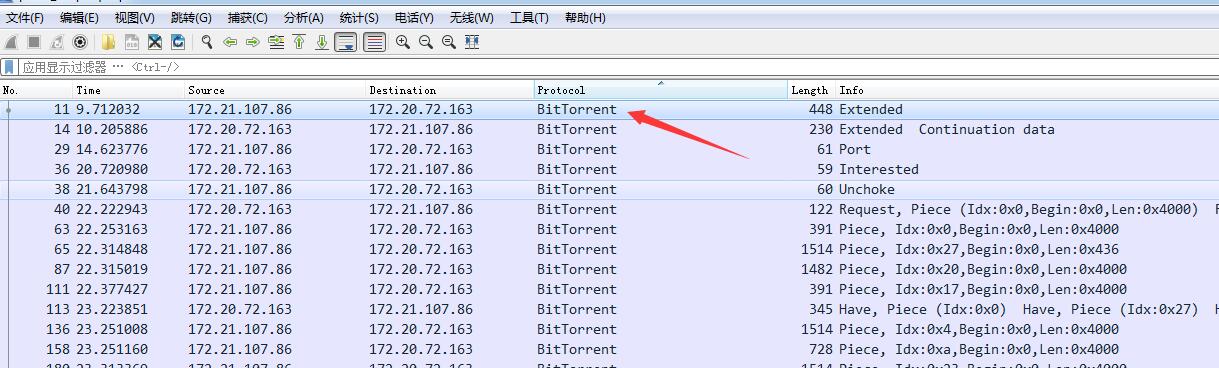 文件(F) 编辑(E) 视图(V) 跳转(G) 捕获(C) 分析(A) 统计(S) 电话(Y) 无线(W) 工具(T) 帮助(H)
应用显示过滤器 … <Ctrl-/>
No. Time Source Destination Protocol Length Info
11 9.712032 172.21.107.86 172.20.72.163 BitTorrent 448 Extended
14 10.205886 172.20.72.163 172.21.107.86 BitTorrent 230 Extended Continuation data
29 14.623776 172.21.107.86 172.20.72.163 BitTorrent 61 Port
36 20.720980 172.20.72.163 172.21.107.86 BitTorrent 59 Interested
38 21.643798 172.21.107.86 172.20.72.163 BitTorrent 60 Unchoke
40 22.222943 172.20.72.163 172.21.107.86 BitTorrent 122 Request, Piece (Idx:0x0,Begin:0x0,Len:0x4000)
63 22.253163 172.21.107.86 172.20.72.163 BitTorrent 391 Piece, Idx:0x0,Begin:0x0,Len:0x4000
65 22.314848 172.21.107.86 172.20.72.163 BitTorrent 1514 Piece, Idx:0x27,Begin:0x0,Len:0x436
87 22.315019 172.21.107.86 172.20.72.163 BitTorrent 1482 Piece, Idx:0x20,Begin:0x0,Len:0x4000
111 22.377427 172.21.107.86 172.20.72.163 BitTorrent 391 Piece, Idx:0x17,Begin:0x0,Len:0x4000
113 23.223851 172.20.72.163 172.21.107.86 BitTorrent 345 Have, Piece (Idx:0x0) Have, Piece (Idx:0x27) H
136 23.251008 172.21.107.86 172.20.72.163 BitTorrent 1514 Piece, Idx:0x4,Begin:0x0,Len:0x4000
158 23.251160 172.21.107.86 172.20.72.163 BitTorrent 728 Piece, Idx:0xa,Begin:0x0,Len:0x4000